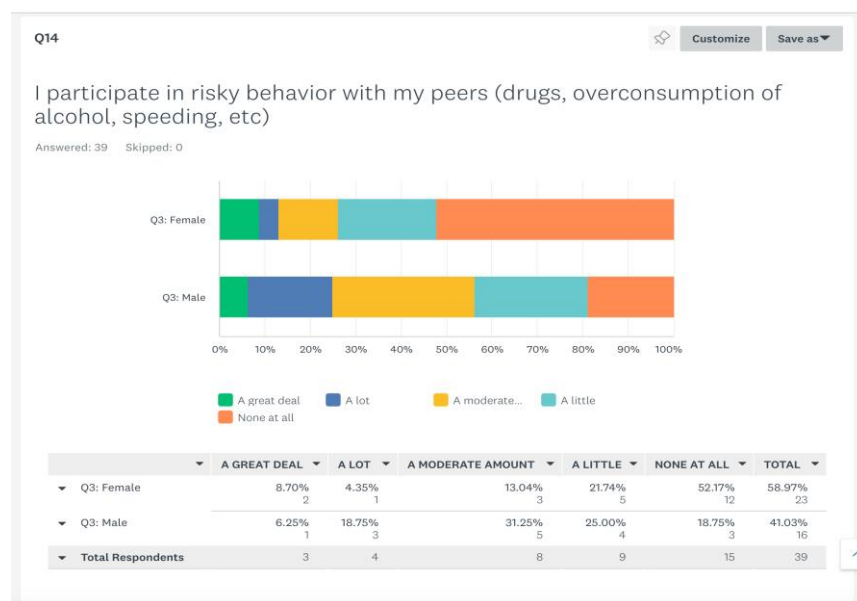 Q14
Customize
Save as
I participate in risky behavior with my peers (drugs, overconsumption of
alcohol, speeding, etc)
Answered: 39 Skipped: 0
Q3: Female
Q3: Male
0% 10% 20% 30% 40% 50% 60% 70% 80% 90% 100%
A great deal A lot A moderate... A little
None at all
A GREAT DEAL A LOT A MODERATE AMOUNT A LITTLE NONE AT ALL TOTAL
Q3: Female 8.70% 4.35% 13.04% 21.74% 52.17% 58.97%
2 1 3 5 12 23
Q3: Male 6.25% 18.75% 31.25% 25.00% 18.75% 41.03%
1 3 5 4 3 16
Total Respondents 3 4 8 9 15 39